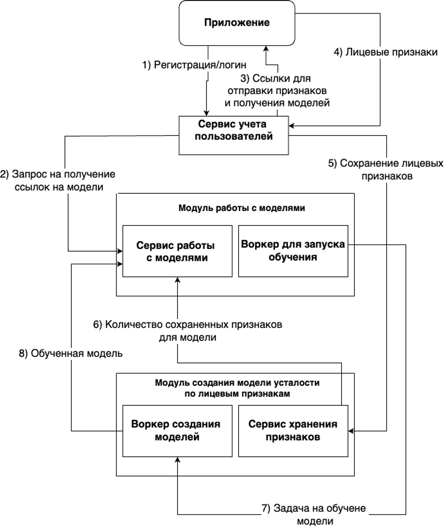 Приложение
1) Регистрация/логин
4) Лицевые признаки
3) Ссылки для
отправки признаков
и получения моделей
Сервис учета
пользователей
2) Запрос на получение
ссылок на модели
5) Сохранение лицевых
признаков
Модуль работы с моделями
Сервис работы
с моделями
Воркер для запуска
обучения
6) Количество сохраненных признаков
для модели
8) Обученная модель
Модуль создания модели усталости
по лицевым признакам
Воркер создания
моделей
Сервис хранения
признаков
7) Задача на обучене
модели